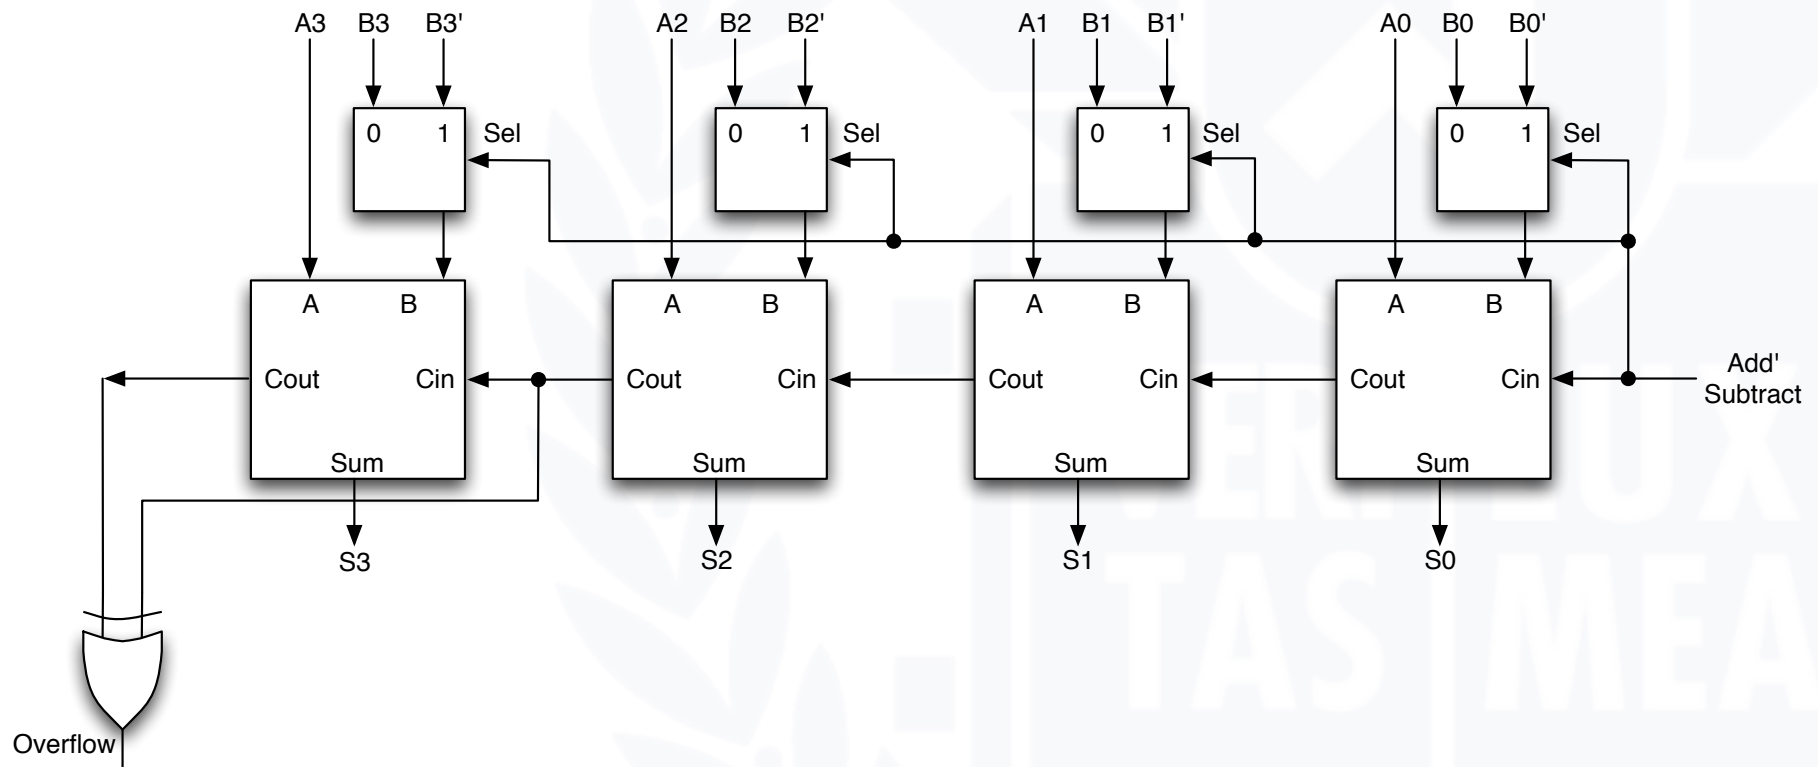 A3 B3 B3' A2 B2 B2' A1 B1 B1' A0 B0 B0'
0 1 Sel 0 1 Sel 0 1 Sel 0 1 Sel
A B A B A B A B
Add'
Cout Cin Cout Cin Cout Cin Cout Cin
Subtract
Sum Sum Sum Sum
S3 S2 S1 S0
TAS MEA
Overflow